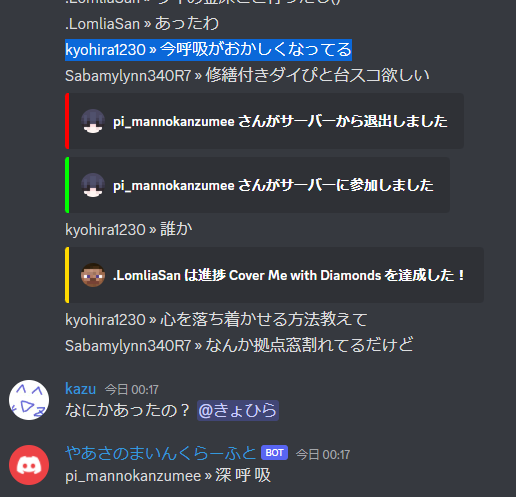 .LomliaSan » あったわ
kyohira1230 » 今呼吸がおかしくなってる
Sabamylynn340R7 » 修繕付きダイぴと台スコ欲しい
pi_mannokanzumee さんがサーバーから退出しました
pi_mannokanzumee さんがサーバーに参加しました
kyohira1230 » 誰か
.LomliaSan は進捗 Cover Me with Diamonds を達成した!
kyohira1230 » 心を落ち着かせる方法教えて
Sabamylynn340R7 » なんか拠点窓割れてるだけど
kazu 今日 00:17
なにかあったの? @きょひら
やあさのまいんくらーふと BOT 今日 00:17
pi_mannokanzumee » 深 呼 吸